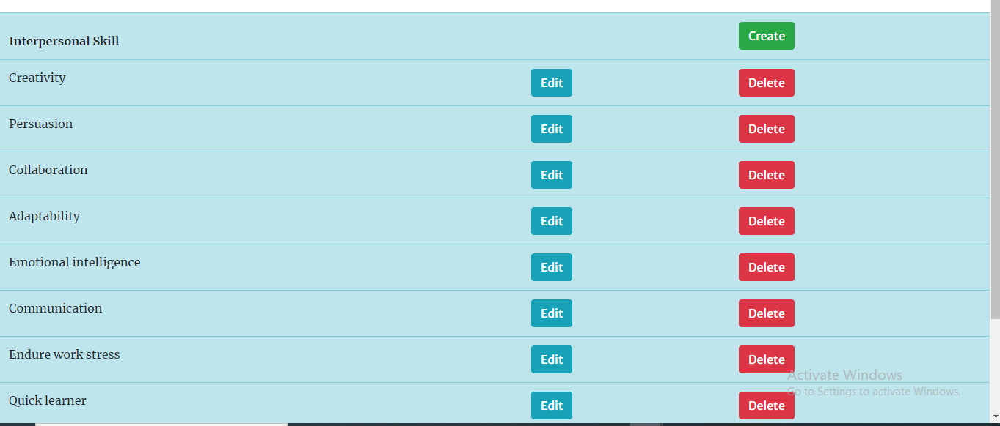 Interpersonal Skill Create
Creativity Edit Delete
Persuasion Edit Delete
Collaboration Edit Delete
Adaptability Edit Delete
Emotional intelligence Edit Delete
Communication Edit Delete
Endure work stress Edit Delete
Activate Windows
Go to Settings to activate Windows.
Quick learner Edit Delete